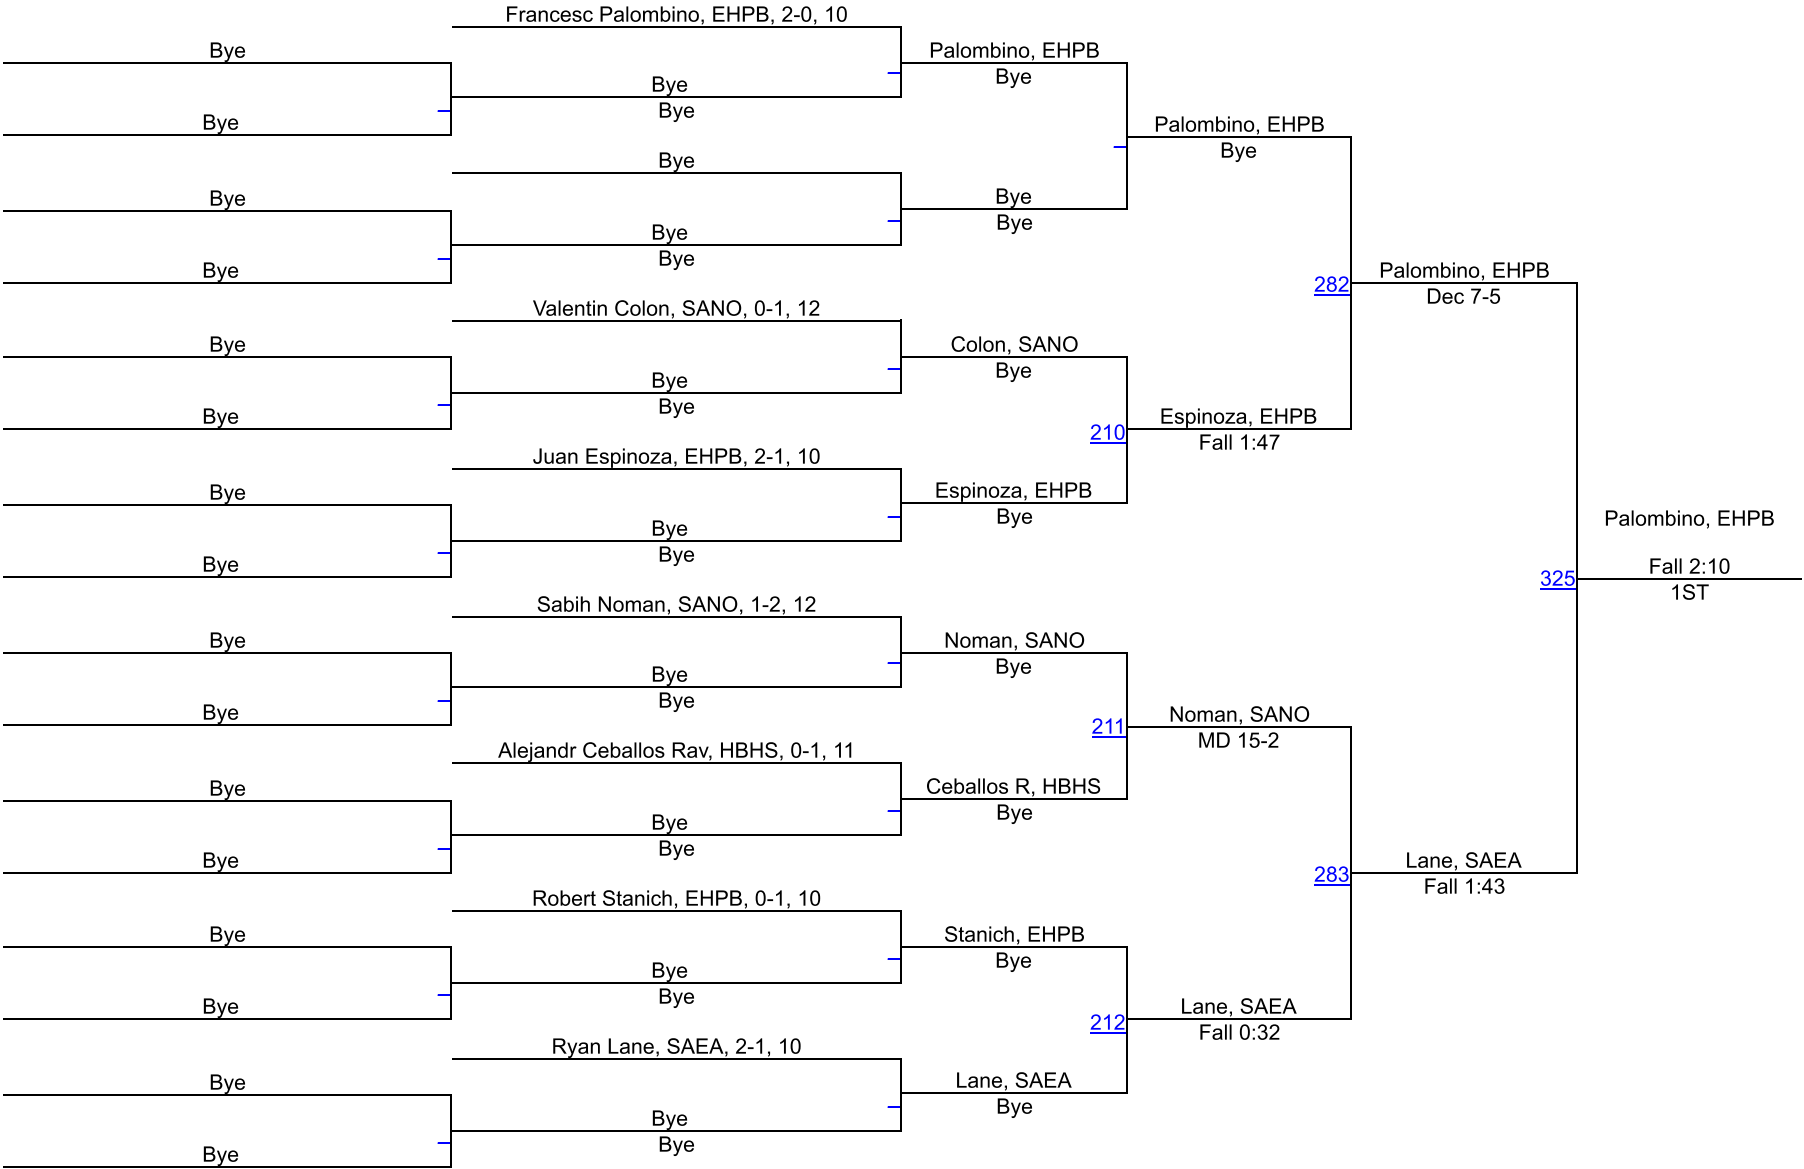 Francesc Palombino, EHPB, 2-0, 10
Bye
Bye
Bye
Bye
Bye
Bye
Bye
Bye
Bye
Valentin Colon, SANO, 0-1, 12
Bye
Bye
Bye
Bye
Juan Espinoza, EHPB, 2-1, 10
Bye
Bye
Bye
Bye
Sabih Noman, SANO, 1-2, 12
Bye
Bye
Bye
Bye
Alejandr Ceballos Rav, HBHS, 0-1, 11
Bye
Bye
Bye
Bye
Robert Stanich, EHPB, 0-1, 10
Bye
Bye
Bye
Bye
Ryan Lane, SAEA, 2-1, 10
Bye
Bye
Bye
Bye
Palombino, EHPB
Bye
Bye
Bye
Colon, SANO
Bye
210
Espinoza, EHPB
Bye
Noman, SANO
Bye
211
Ceballos R, HBHS
Bye
Stanich, EHPB
Bye
212
Lane, SAEA
Bye
Palombino, EHPB
Bye
282
Espinoza, EHPB
Fall 1:47
Noman, SANO
MD 15-2
283
Lane, SAEA
Fall 0:32
Palombino, EHPB
Dec 7-5
325
Lane, SAEA
Fall 1:43
Palombino, EHPB
Fall 2:10
1ST